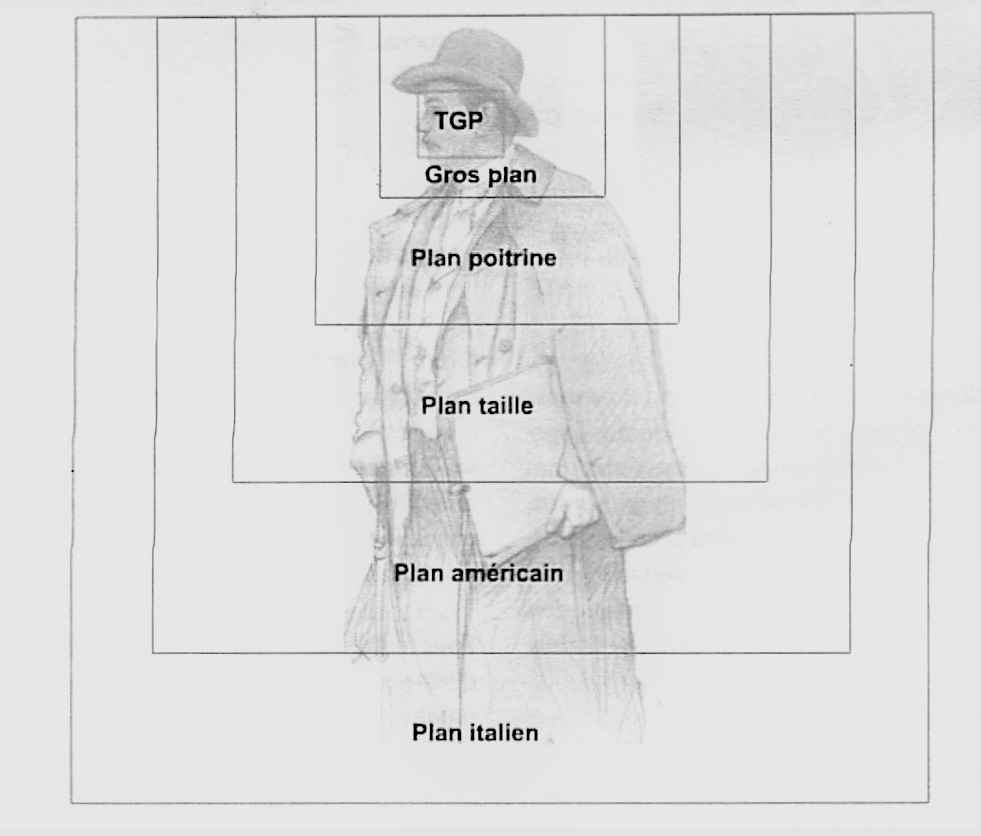 TGP
Gros plan
Plan poitrine
Plan taille
Plan américain
Plan italien